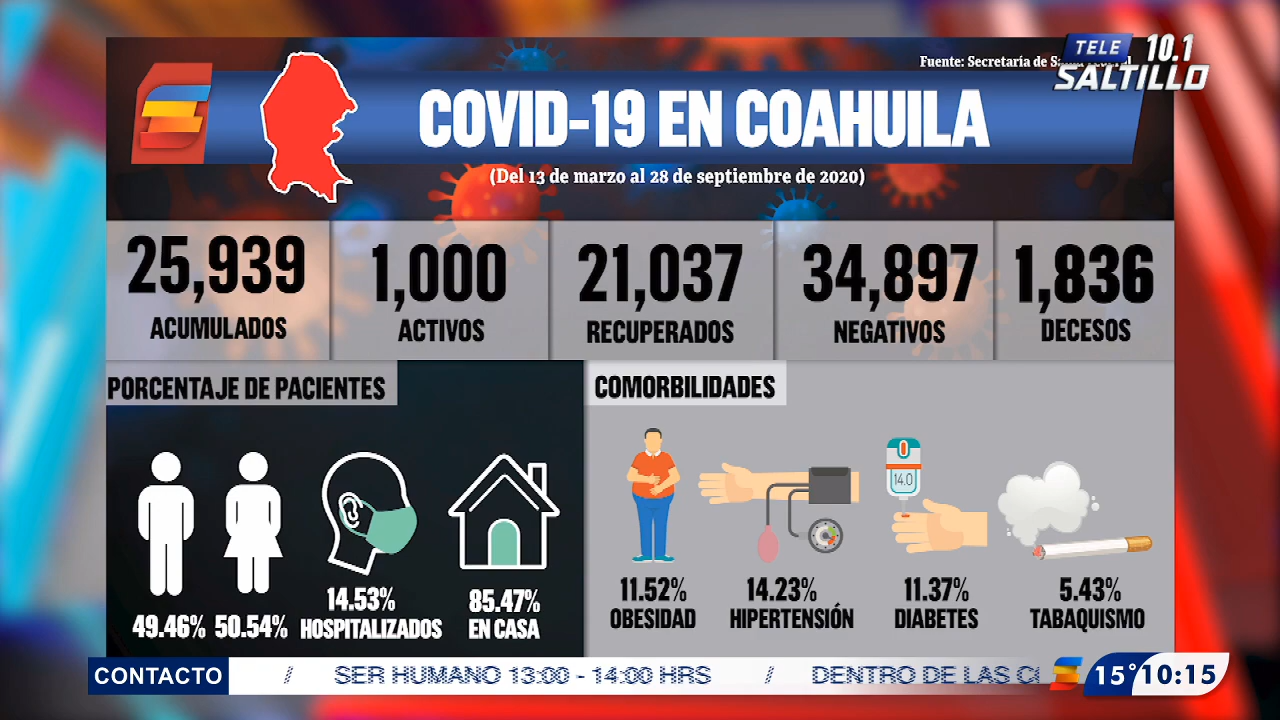 Fuente: Secretaría de
TELE 10.1
SALTILLO
COVID-19 EN COAHUILA
(Del 13 de marzo al 28 de septiembre de 2020)
25,939
ACUMULADOS
1,000
ACTIVOS
21,037
RECUPERADOS
34,897
NEGATIVOS
1,836
DECESOS
PORCENTAJE DE PACIENTES
49.46%
50.54%
14.53%
HOSPITALIZADOS
85.47%
EN CASA
COMORBILIDADES
14.0
11.52%
OBESIDAD
14.23%
HIPERTENSIÓN
11.37%
DIABETES
5.43%
TABAQUISMO
CONTACTO / SER HUMANO 13:00 - 14:00 HRS / DENTRO DE LAS 15° 10:15